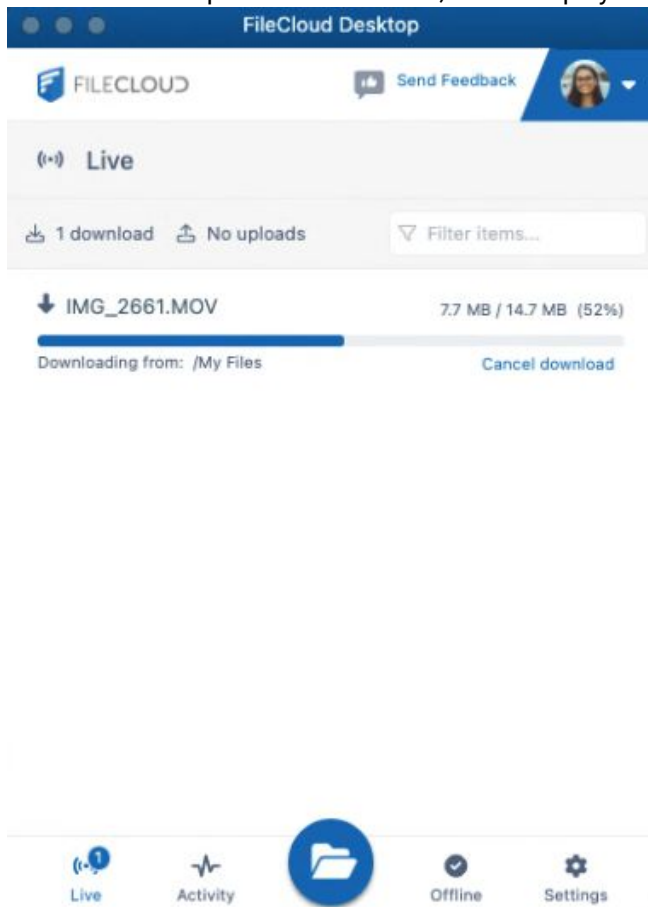 FileCloud Desktop
FILECLOUD
Send Feedback
Live
1 download No uploads Filter items...
IMG_2661.MOV 7.7 MB / 14.7 MB (52%)
Downloading from: /My Files Cancel download
1
Live Activity Offline Settings